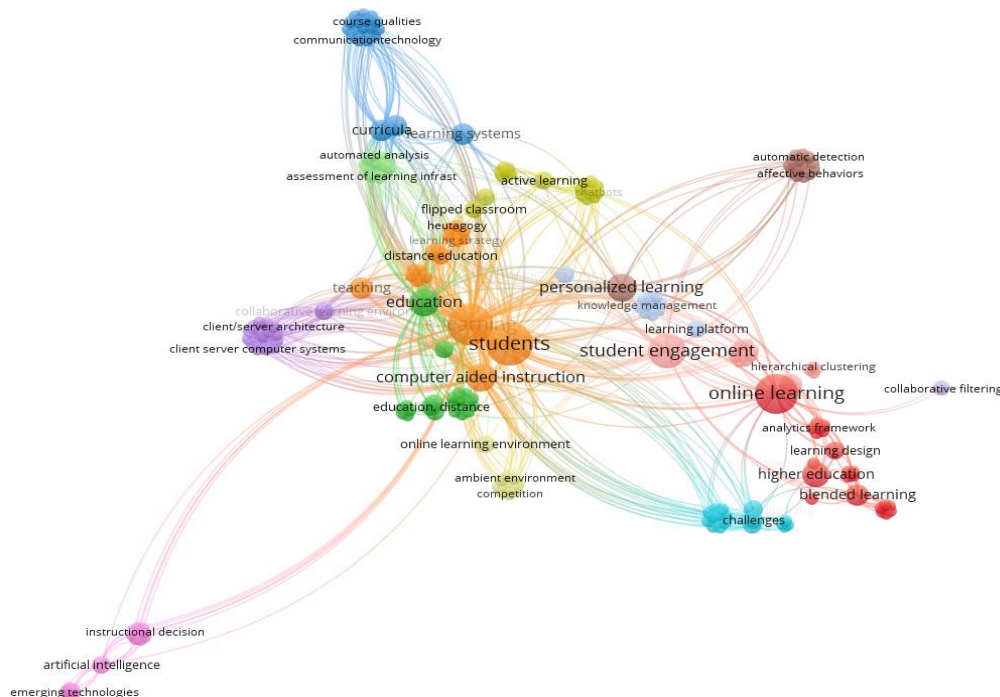 course qualities
communicationtechnology
curricula
learning systems
automated analysis
assessment of learning infrast
active learning
chatbots
automatic detection
affective behaviors
flipped classroom
heutagogy
learning strategy
distance education
teaching
education
personalized learning
knowledge management
collaborative learning environ
client/server architecture
client server computer systems
learning
students
learning platform
student engagement
hierarchical clustering
computer aided instruction
online learning
collaborative filtering
education, distance
analytics framework
online learning environment
learning design
ambient environment
higher education
competition
blended learning
challenges
instructional decision
artificial intelligence
emerging technologies